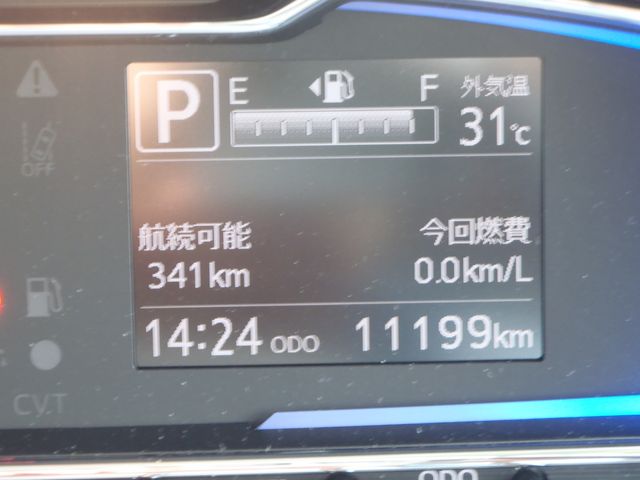 P E F 外気温
31℃
OFF
航続可能 今回燃費
341km 0.0km/L
14:24 ODO 11199km
CVT
ODO